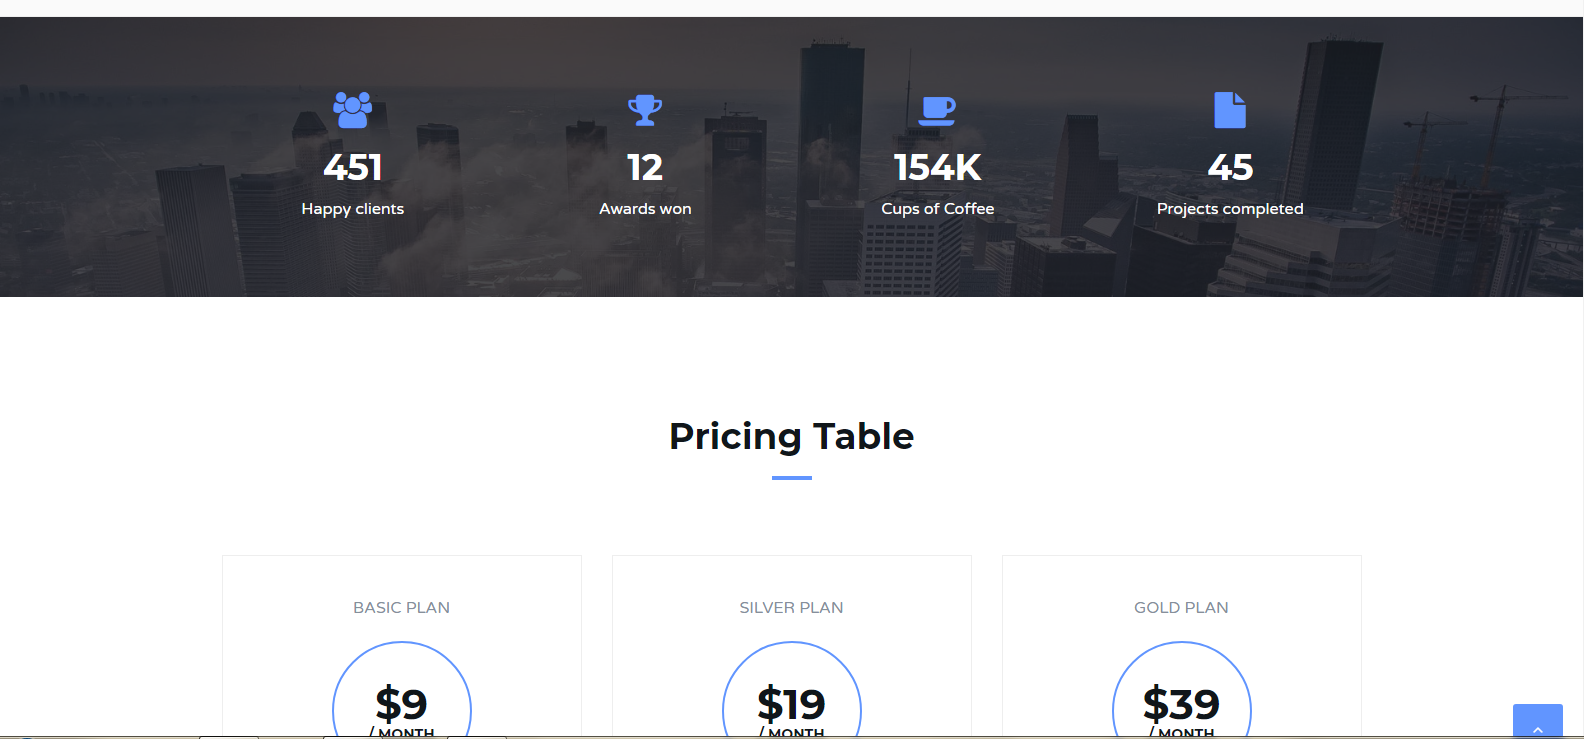 451 12 154K 45
Happy clients Awards won Cups of Coffee Projects completed
Pricing Table
BASIC PLAN SILVER PLAN GOLD PLAN
$9 $19 $39
/ MONTH / MONTH / MONTH